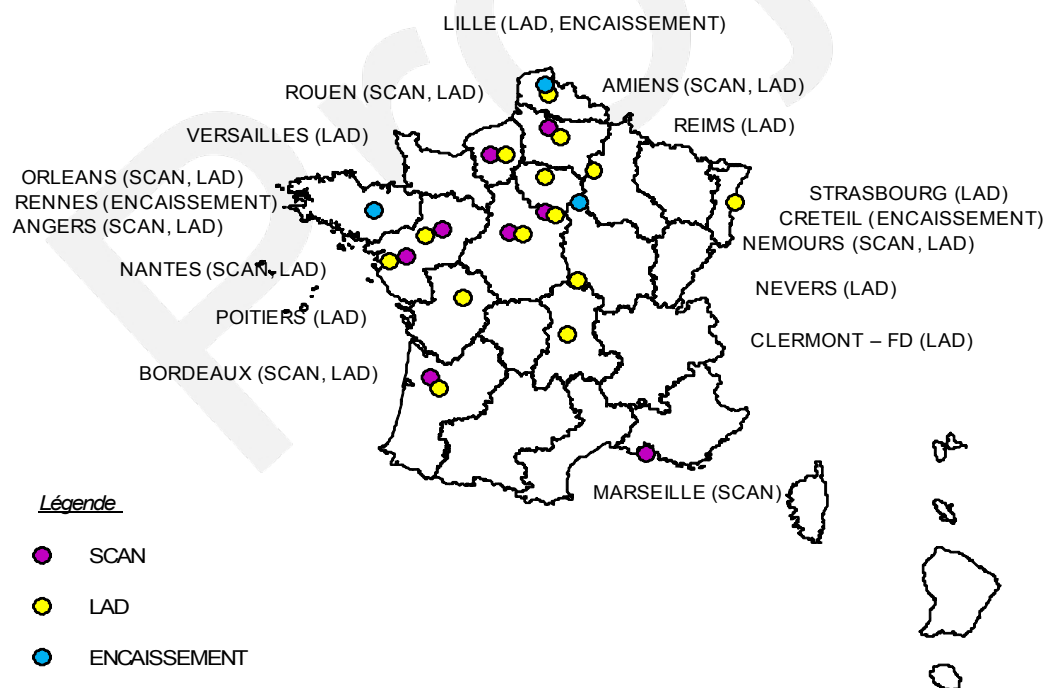 LILLE (LAD, ENCAISSEMENT)
ROUEN (SCAN, LAD)
AMIENS (SCAN, LAD)
VERSAILLES (LAD)
REIMS (LAD)
ORLEANS (SCAN, LAD)
RENNES (ENCAISSEMENT)
ANGERS (SCAN, LAD)
STRASBOURG (LAD)
CRETEIL (ENCAISSEMENT)
NEMOURS (SCAN, LAD)
NANTES (SCAN, LAD)
NEVERS (LAD)
POITIERS (LAD)
CLERMONT – FD (LAD)
BORDEAUX (SCAN, LAD)
MARSEILLE (SCAN)
Légende
SCAN
LAD
ENCAISSEMENT